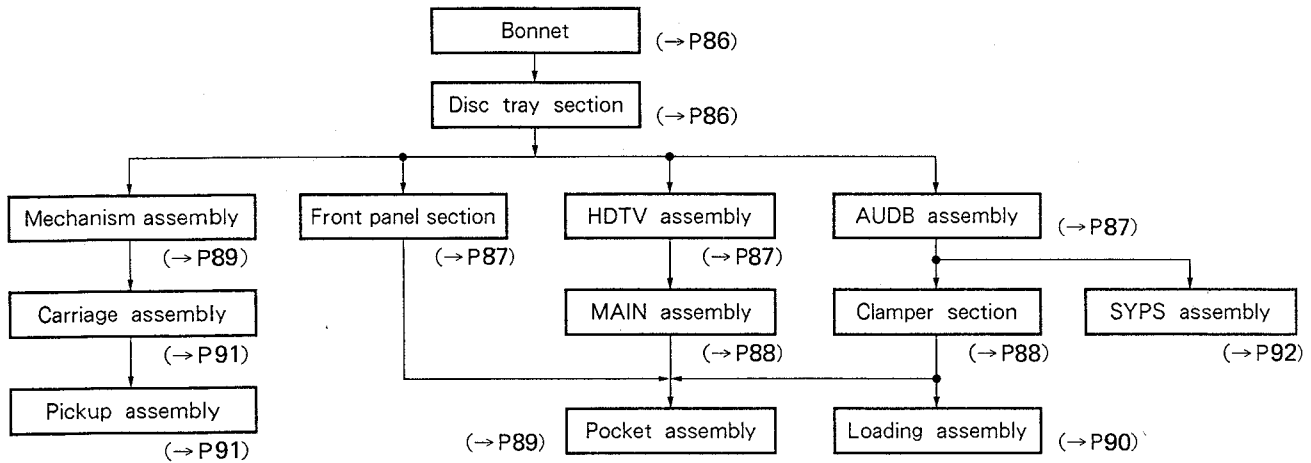 Bonnet
(→P86)
Disc tray section
(→P86)
Mechanism assembly
(→P89)
Front panel section
(→P87)
HDTV assembly
(→P87)
AUDB assembly
(→P87)
Carriage assembly
(→P91)
MAIN assembly
(→P88)
Clamper section
(→P88)
SYPS assembly
(→P92)
Pickup assembly
(→P91)
(→P89)
Pocket assembly
Loading assembly
(→P90)